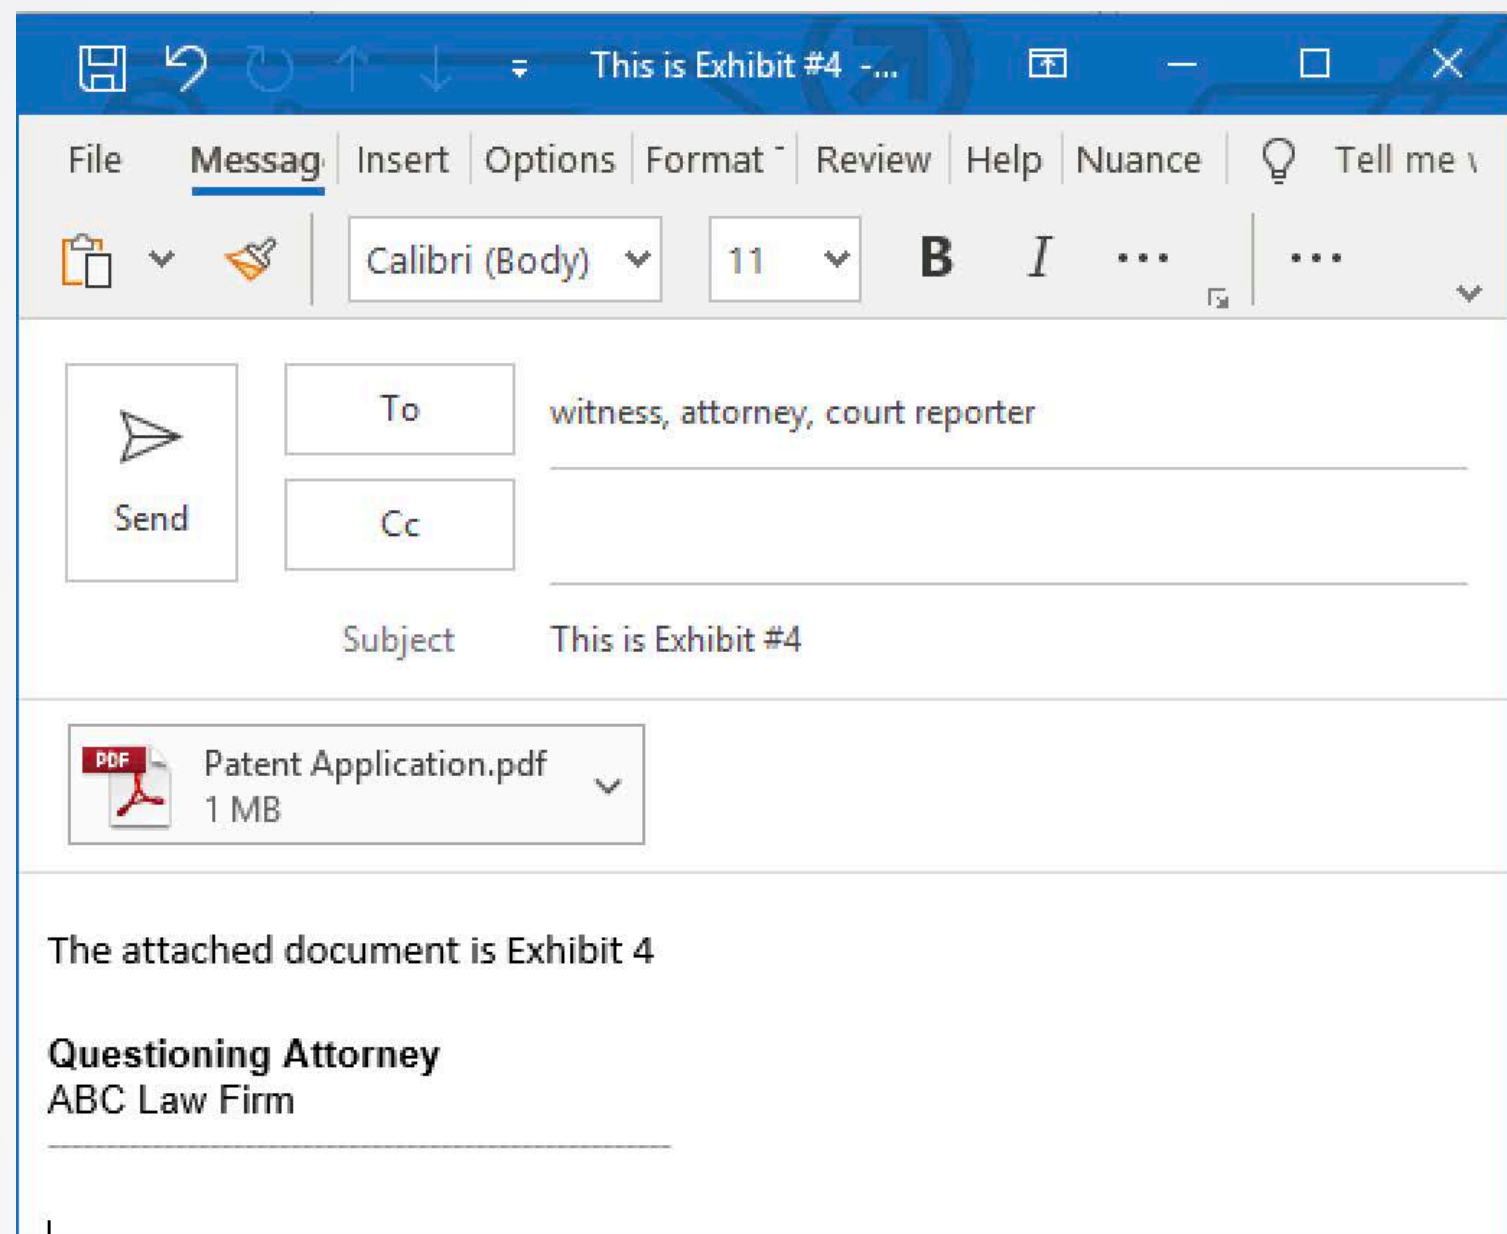 This is Exhibit #4 -...
File Messag Insert Options Format Review Help Nuance Tell me
Calibri (Body) 11 B I ... ...
To witness, attorney, court reporter
Send Cc
Subject This is Exhibit #4
PDF Patent Application.pdf
1 MB
The attached document is Exhibit 4
Questioning Attorney
ABC Law Firm